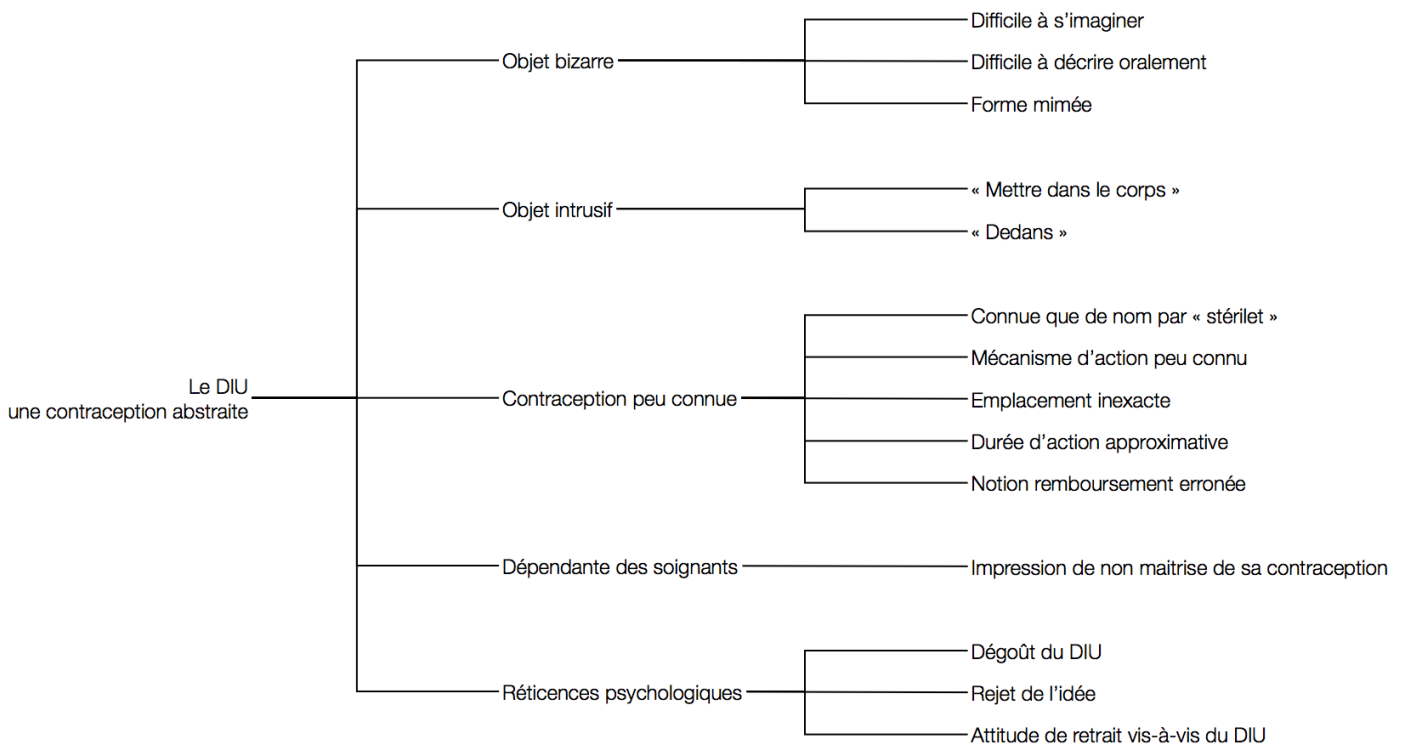 Le DIU
une contraception abstraite
Objet bizarre
Difficile à s’imaginer
Difficile à décrire oralement
Forme mimée
Objet intrusif
« Mettre dans le corps »
« Dedans »
Contraception peu connue
Connue que de nom par « stérilet »
Mécanisme d’action peu connu
Emplacement inexacte
Durée d’action approximative
Notion remboursement erronée
Dépendante des soignants
Impression de non maitrise de sa contraception
Réticences psychologiques
Dégoût du DIU
Rejet de l’idée
Attitude de retrait vis-à-vis du DIU